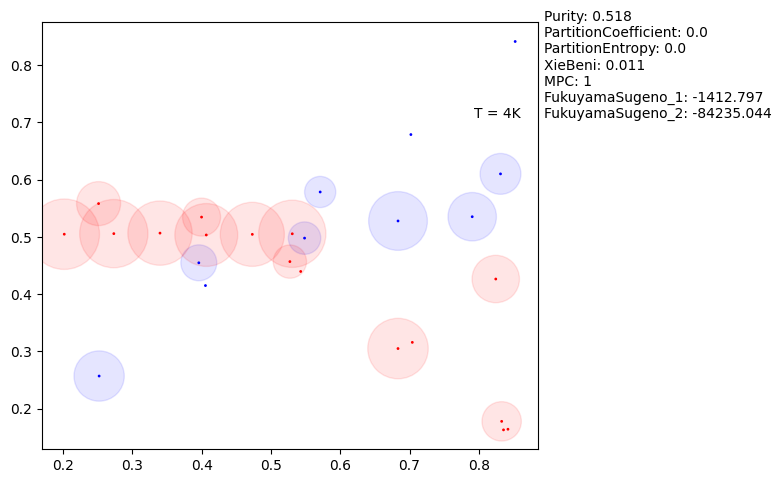 Purity: 0.518
PartitionCoefficient: 0.0
PartitionEntropy: 0.0
XieBeni: 0.011
MPC: 1
FukuyamaSugeno_1: -1412.797
FukuyamaSugeno_2: -84235.044
T = 4K
0.8
0.7
0.6
0.5
0.4
0.3
0.2
0.2 0.3 0.4 0.5 0.6 0.7 0.8